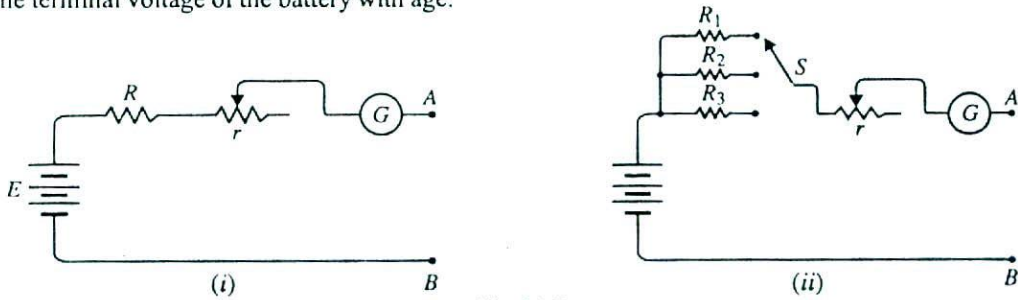 the terminal voltage of the battery with age.
R
r
G
A
E
B
(i)
R1
R2
R3
S
r
G
A
B
(ii)